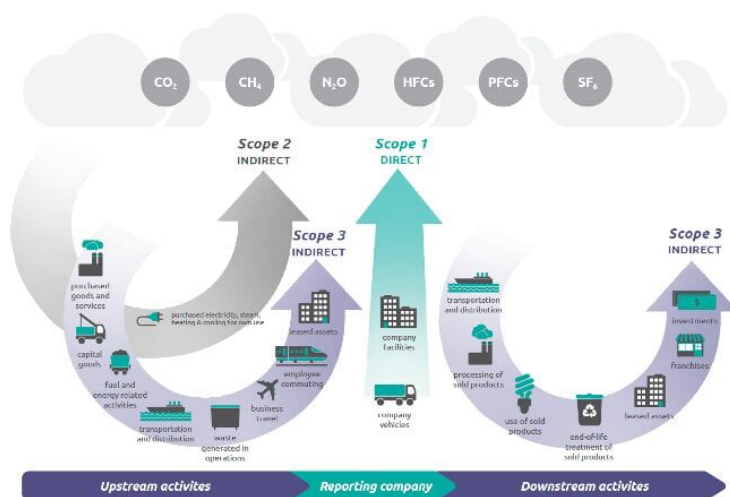 CO₂
CH₄
N₂O
HFCs
PFCs
SF₆
Scope 2
INDIRECT
Scope 1
DIRECT
Scope 3
INDIRECT
Scope 3
INDIRECT
purchased
goods and
services
capital
goods
fuel and
energy related
activities
transportation
and distribution
waste
generated in
operations
business
travel
employee
commuting
leased assets
purchased electricity, steam,
heating & cooling for own use
company
facilities
company
vehicles
transportation
and distribution
processing of
sold products
use of sold
products
end-of-life
treatment of
sold products
leased assets
franchises
investments
$
Upstream activites
Reporting company
Downstream activites